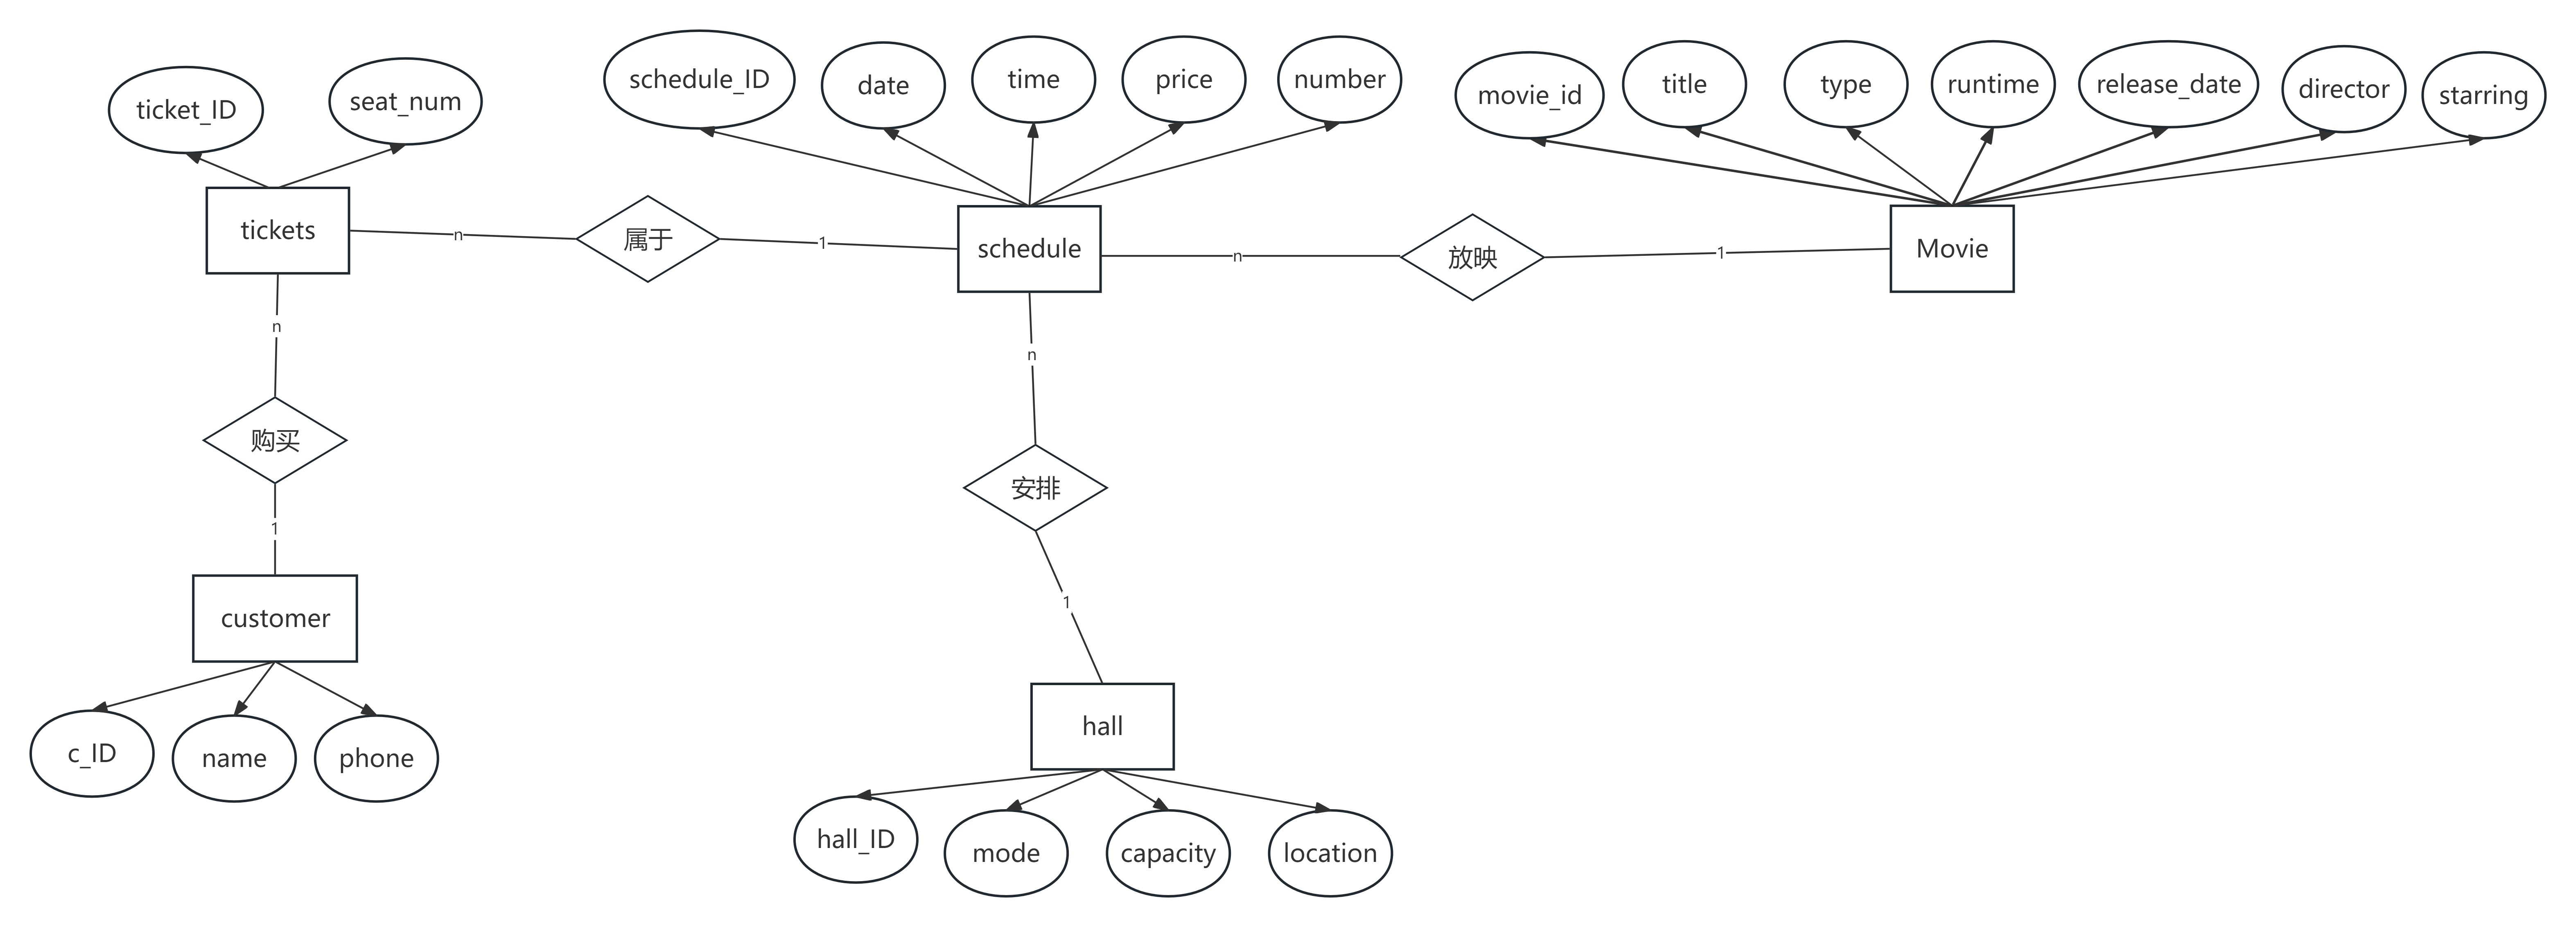 ticket_ID
seat_num
schedule_ID
date
time
price
number
movie_id
title
type
runtime
release_date
director
starring
tickets
n
属于
1
schedule
n
放映
1
Movie
n
购买
1
customer
c_ID
name
phone
n
安排
1
hall
hall_ID
mode
capacity
location